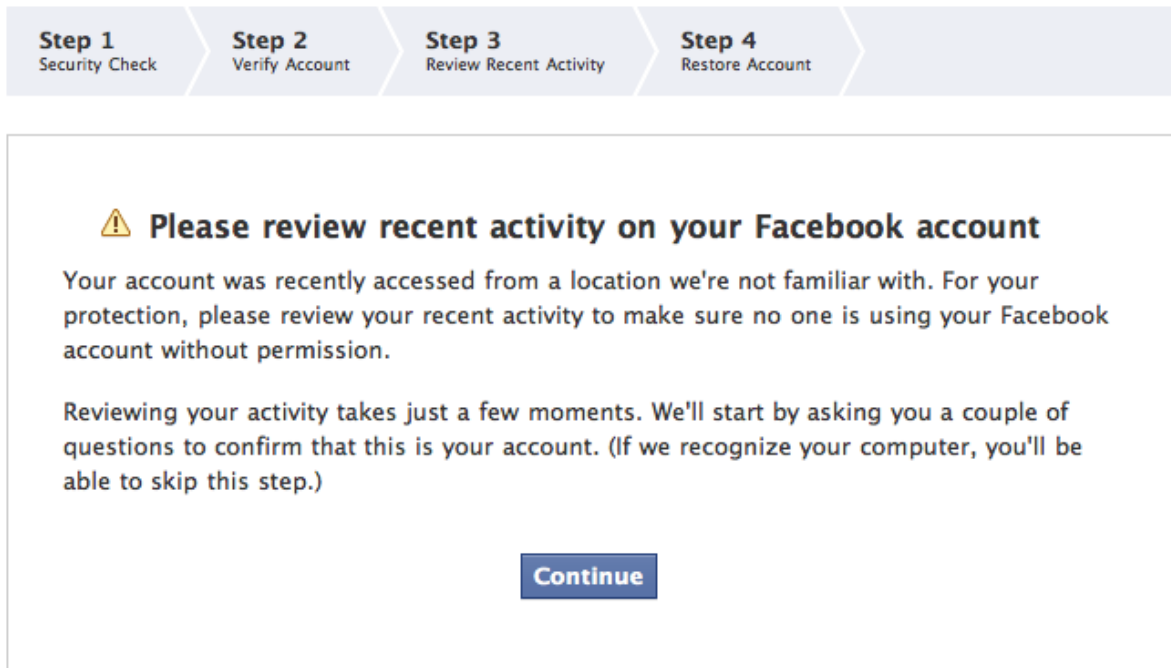 Step 1
Security Check
Step 2
Verify Account
Step 3
Review Recent Activity
Step 4
Restore Account
Please review recent activity on your Facebook account
Your account was recently accessed from a location we're not familiar with. For your
protection, please review your recent activity to make sure no one is using your Facebook
account without permission.
Reviewing your activity takes just a few moments. We'll start by asking you a couple of
questions to confirm that this is your account. (If we recognize your computer, you'll be
able to skip this step.)
Continue